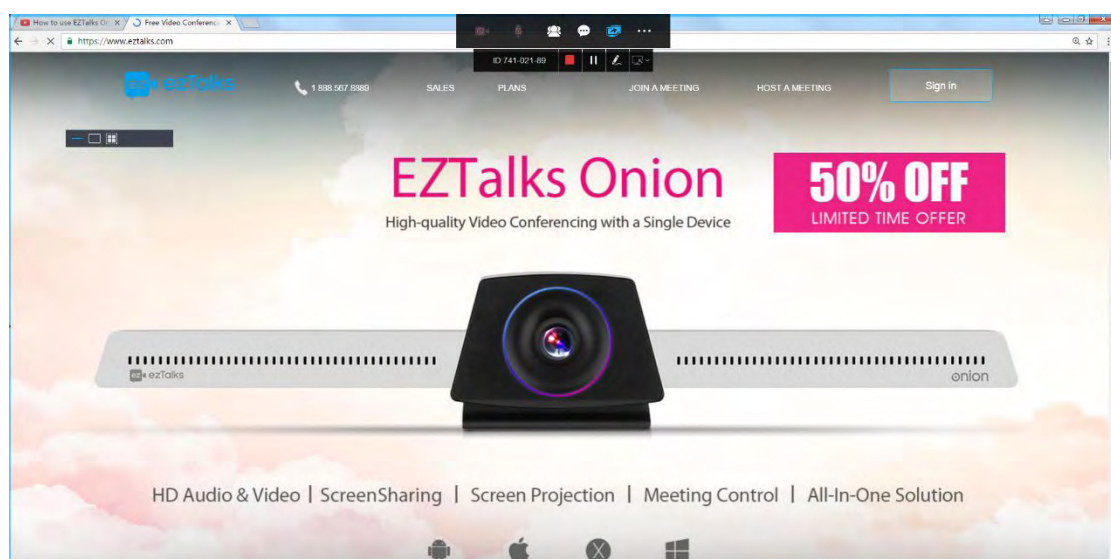 How to use EZTalks On
Free Video Conferenc
https://www.eztalks.com
ID:741-021-89
ezTalks
1.888.567.8889
SALES
PLANS
JOIN A MEETING
HOST A MEETING
Sign In
EZTalks Onion
High-quality Video Conferencing with a Single Device
50% OFF
LIMITED TIME OFFER
ez ezTalks
onion
HD Audio & Video | ScreenSharing | Screen Projection | Meeting Control | All-In-One Solution